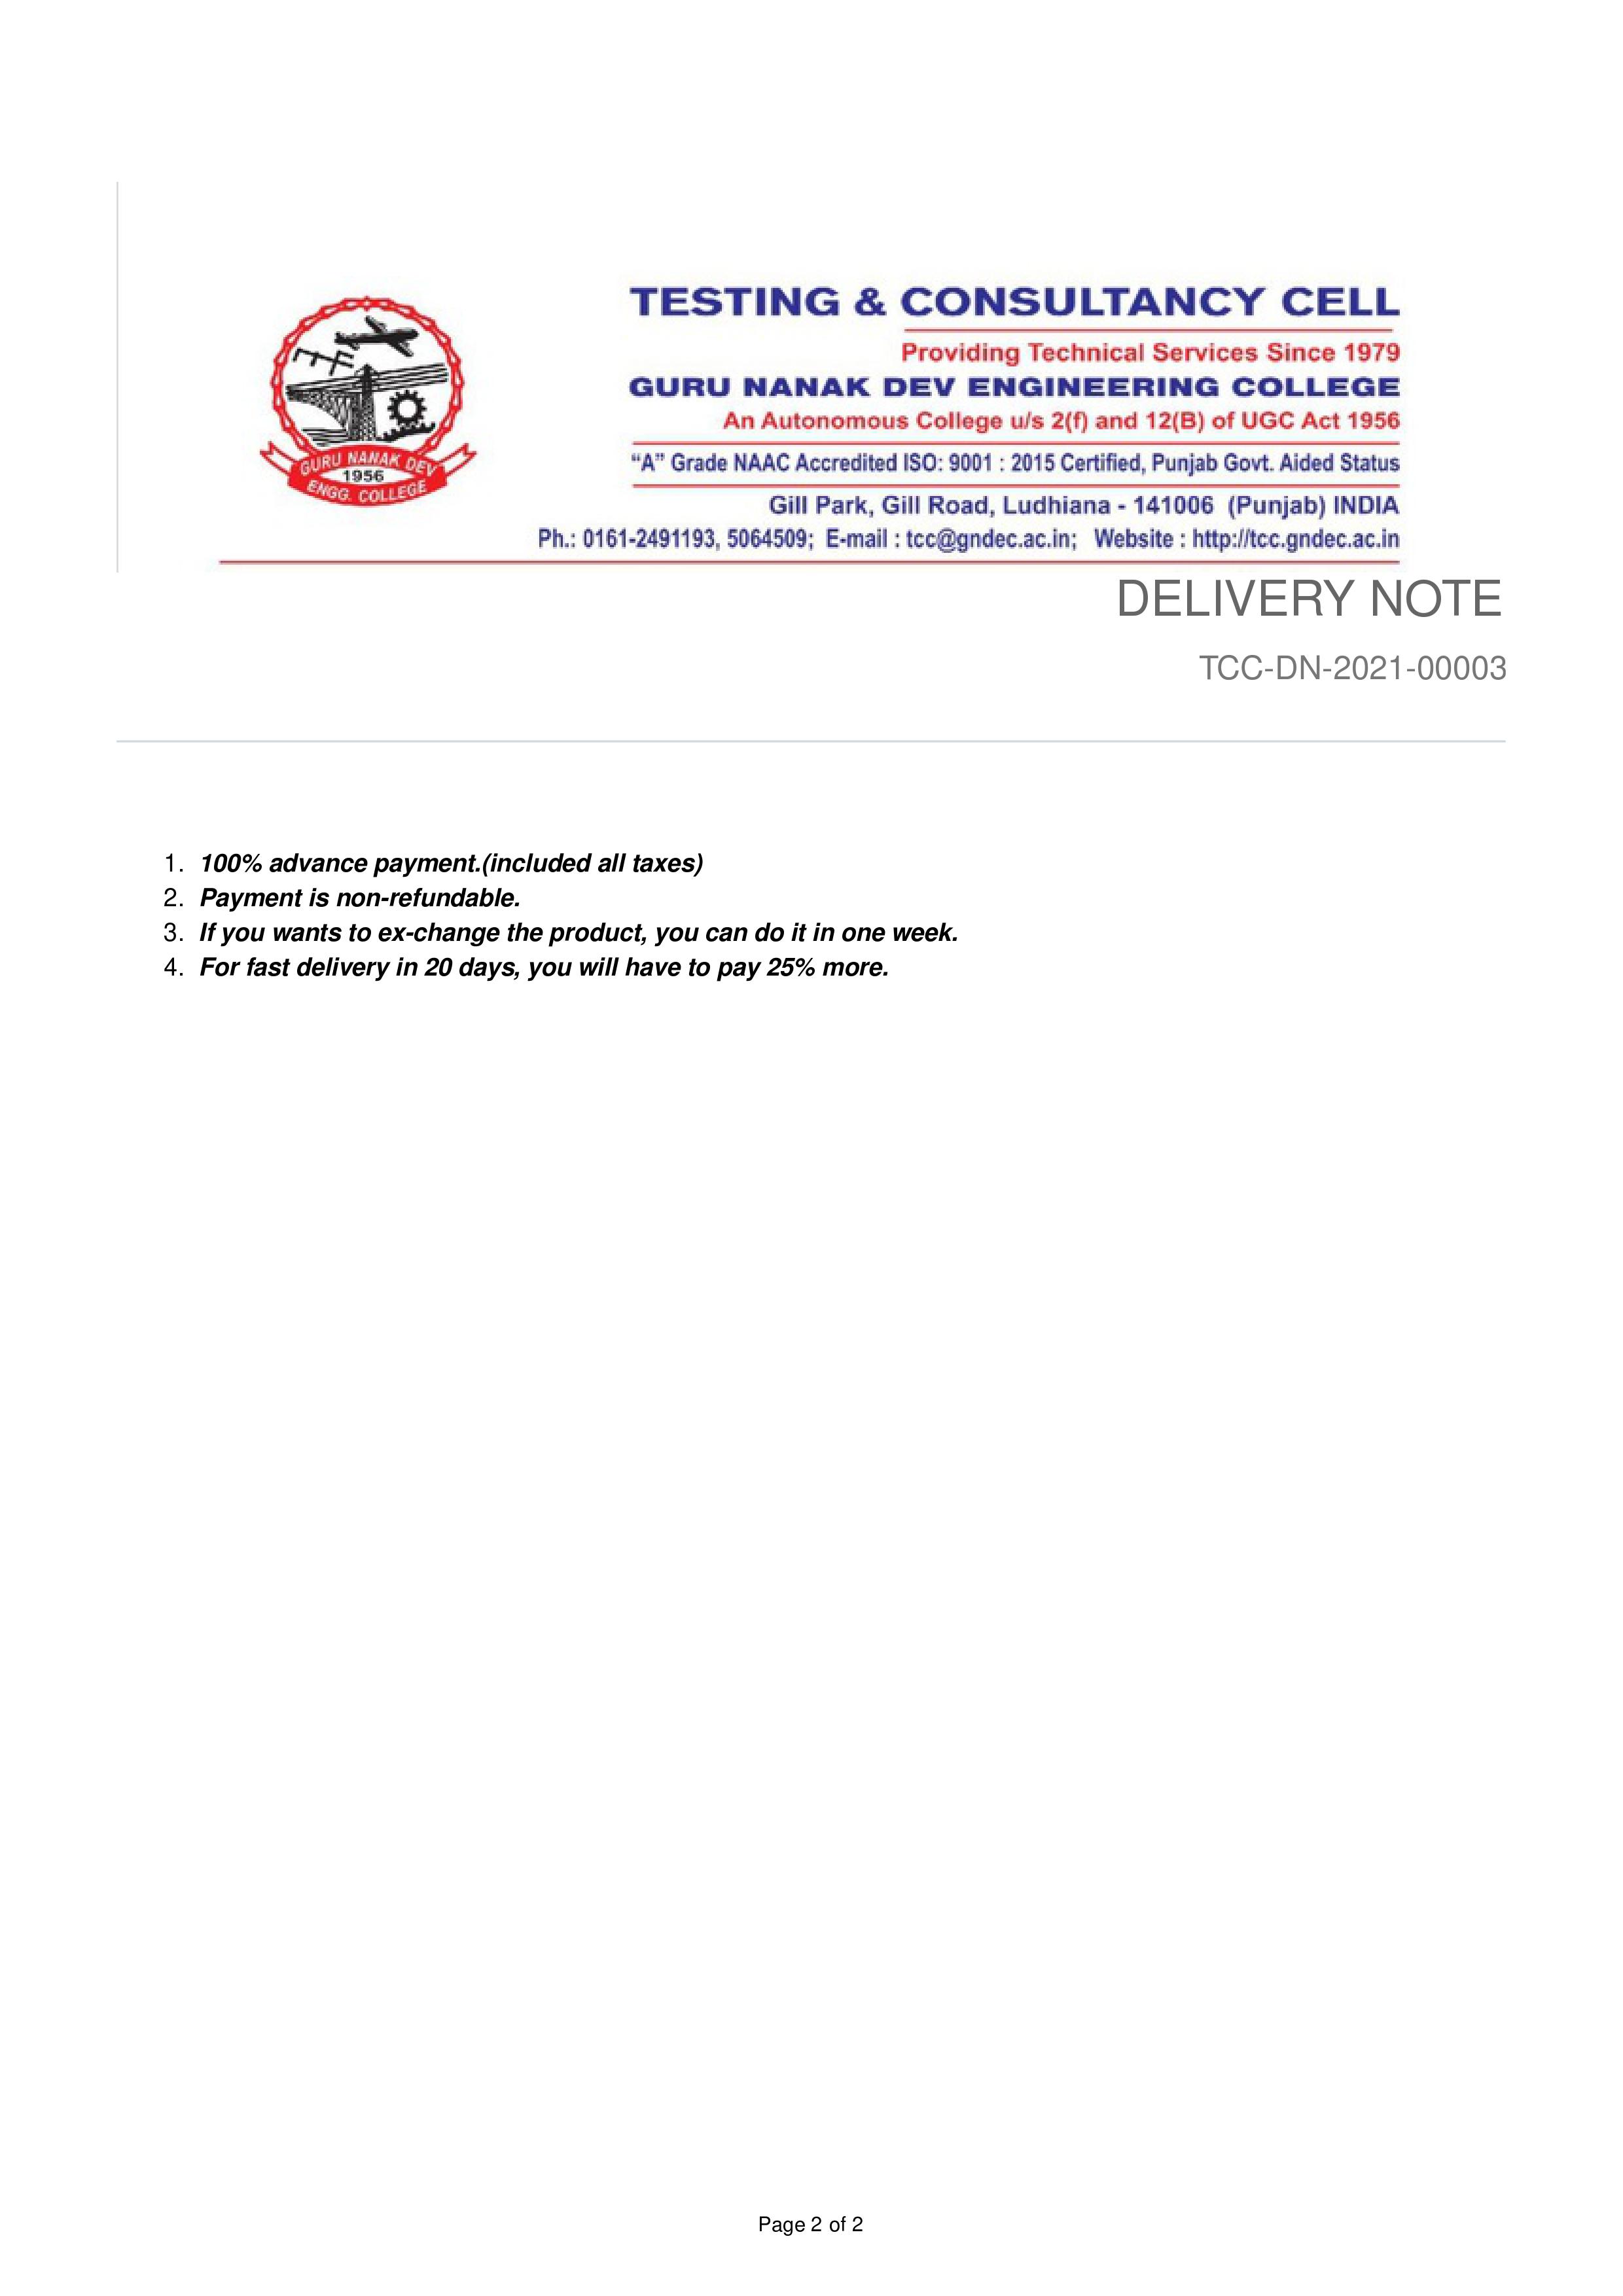 TESTING & CONSULTANCY CELL
Providing Technical Services Since 1979
GURU NANAK DEV ENGINEERING COLLEGE
An Autonomous College u/s 2(f) and 12(B) of UGC Act 1956
“A” Grade NAAC Accredited ISO: 9001 : 2015 Certified, Punjab Govt. Aided Status
Gill Park, Gill Road, Ludhiana - 141006 (Punjab) INDIA
Ph.: 0161-2491193, 5064509; E-mail : tcc@gndec.ac.in; Website : http://tcc.gndec.ac.in
GURU NANAK DEV
1956
ENGG. COLLEGE
DELIVERY NOTE
TCC-DN-2021-00003
1. 100% advance payment.(included all taxes)
2. Payment is non-refundable.
3. If you wants to ex-change the product, you can do it in one week.
4. For fast delivery in 20 days, you will have to pay 25% more.
Page 2 of 2